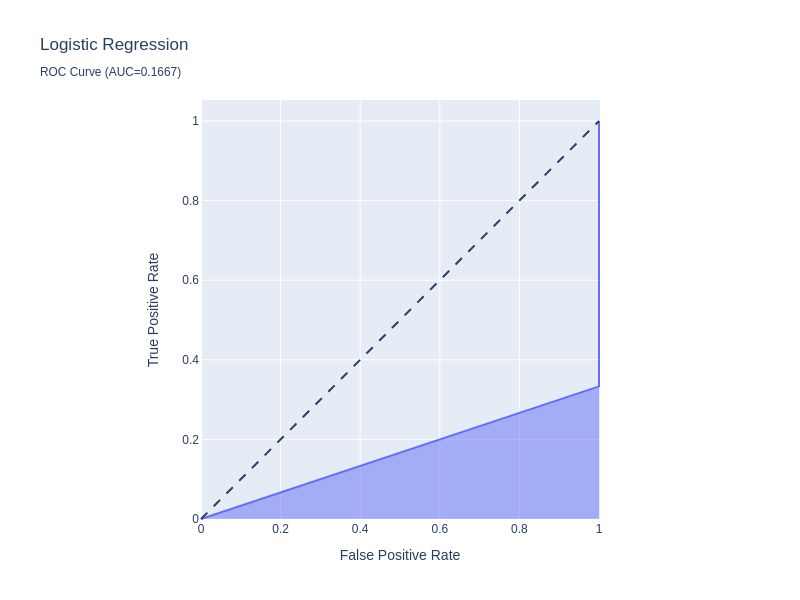 Logistic Regression
ROC Curve (AUC=0.1667)
True Positive Rate
1
0.8
0.6
0.4
0.2
0
0 0.2 0.4 0.6 0.8 1
False Positive Rate